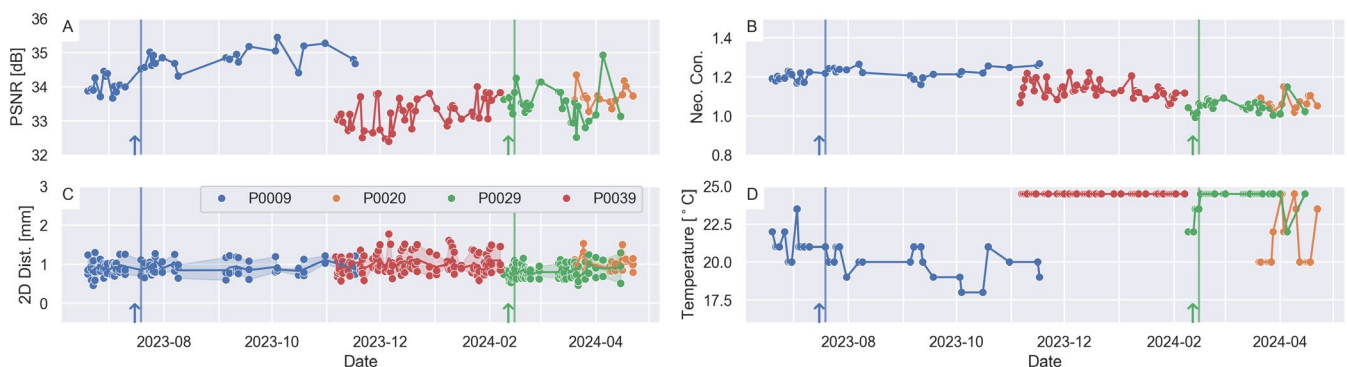 A
PSNR [dB]
36
35
34
33
32
B
Neo. Con.
1.4
1.2
1.0
0.8
C
2D Dist. [mm]
3
2
1
0
P0009 P0020 P0029 P0039
2023-08 2023-10 2023-12 2024-02 2024-04
Date
D
Temperature [°C]
25.0
22.5
20.0
17.5
2023-08 2023-10 2023-12 2024-02 2024-04
Date